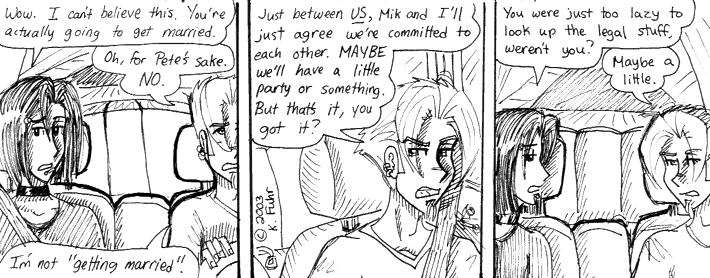 Wow. I can't believe this. You're
actually going to get married.
Oh, for Pete's sake.
NO.
I'm not "getting married"!
Just between US, Mik and I'll
just agree we're committed to
each other. MAYBE
we'll have a little
party or something.
But that's it, you
got it?
© 2003
K. Fuhr
You were just too lazy to
look up the legal stuff,
weren't you?
Maybe a
little.